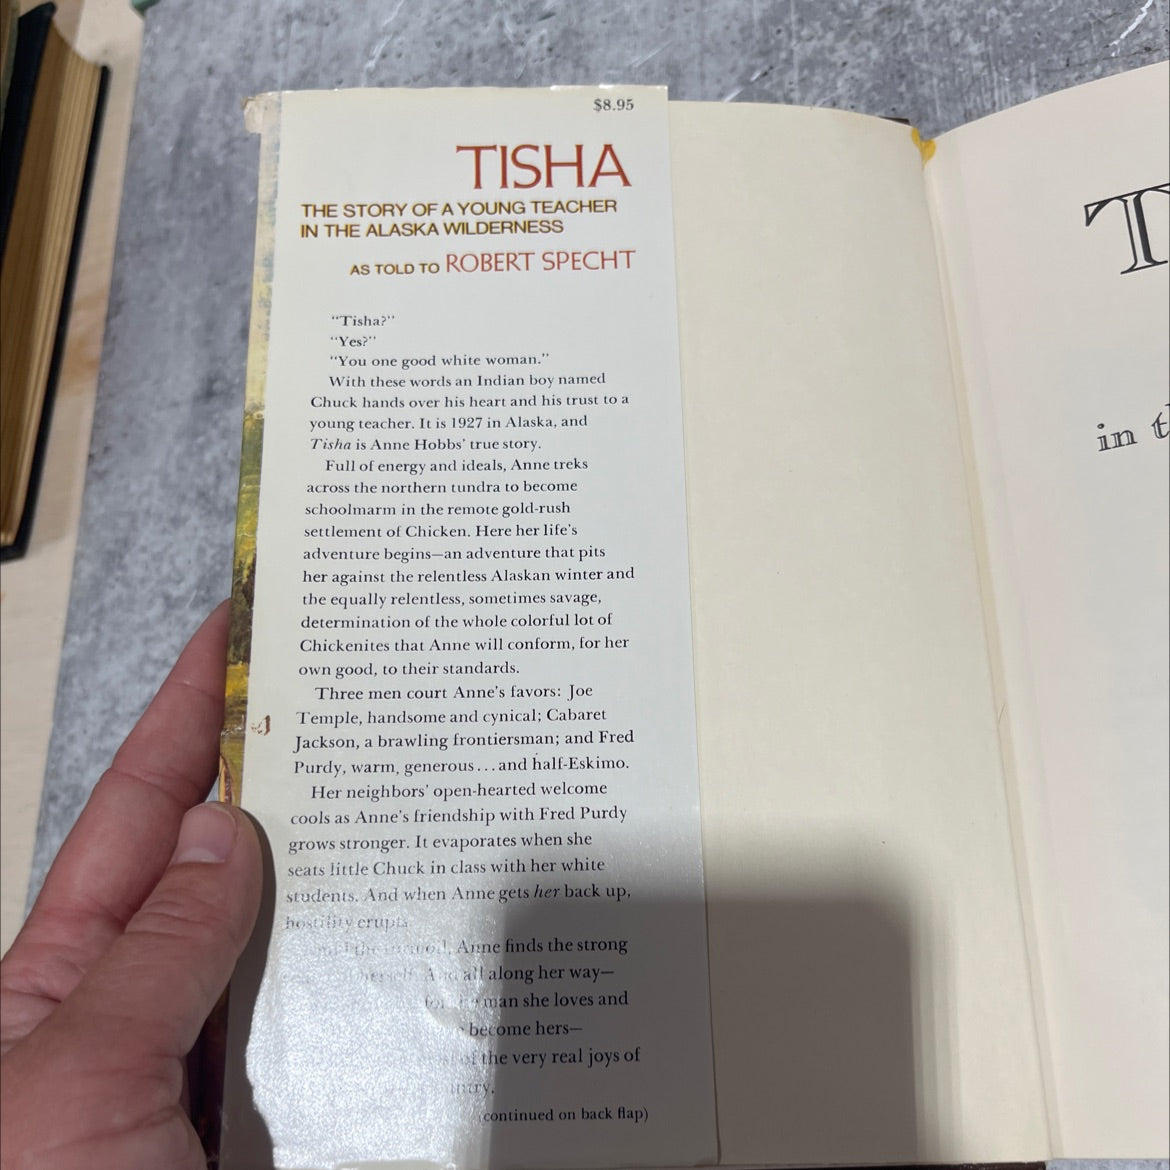 $8.95
TISHA
THE STORY OF A YOUNG TEACHER
IN THE ALASKA WILDERNESS
AS TOLD TO ROBERT SPECHT
“Tisha?”
“Yes?”
“You one good white woman.”
With these words an Indian boy named
Chuck hands over his heart and his trust to a
young teacher. It is 1927 in Alaska, and
Tisha is Anne Hobbs’ true story.
Full of energy and ideals, Anne treks
across the northern tundra to become
schoolmarm in the remote gold-rush
settlement of Chicken. Here her life’s
adventure begins—an adventure that pits
her against the relentless Alaskan winter and
the equally relentless, sometimes savage,
determination of the whole colorful lot of
Chickenites that Anne will conform, for her
own good, to their standards.
Three men court Anne’s favors: Joe
Temple, handsome and cynical; Cabaret
Jackson, a brawling frontiersman; and Fred
Purdy, warm, generous . . . and half-Eskimo.
Her neighbors’ open-hearted welcome
cools as Anne’s friendship with Fred Purdy
grows stronger. It evaporates when she
seats little Chuck in class with her white
students. And when Anne gets her back up,
hostility erupts.
the Anne finds the strong
herself. And all along her way—
man she loves and
become hers—
of the very real joys of
(continued on back flap)
T
in t